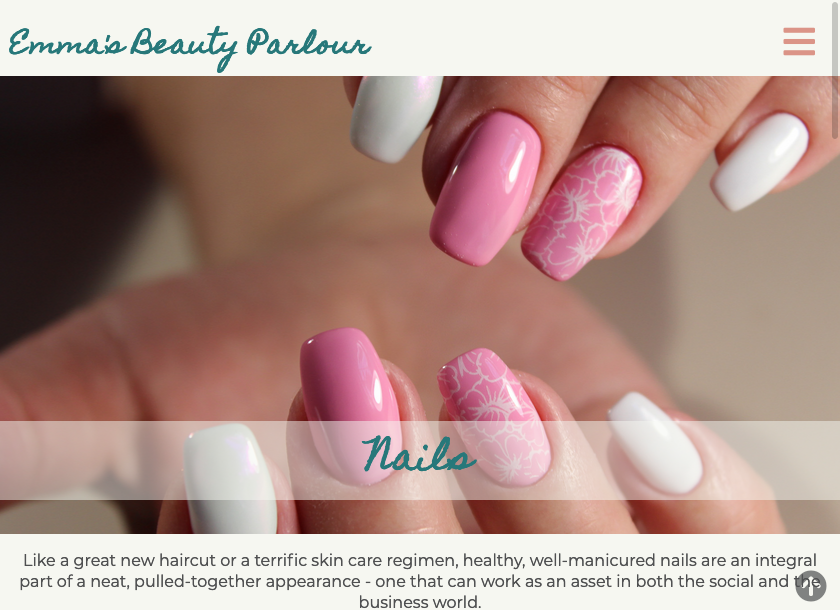 Emma's Beauty Parlour
Nails
Like a great new haircut or a terrific skin care regimen, healthy, well-manicured nails are an integral
part of a neat, pulled-together appearance - one that can work as an asset in both the social and the
business world.